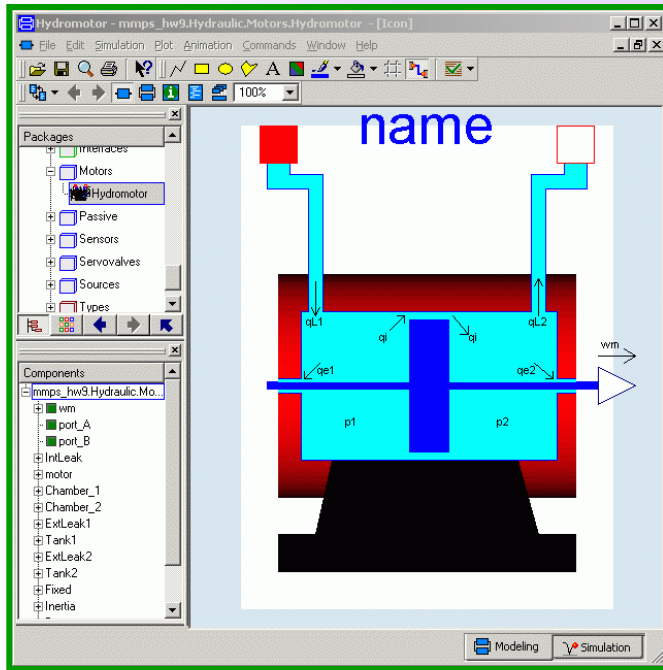 Hydromotor - mmps_hw9.Hydraulic.Motors.Hydromotor - [Icon]
File Edit Simulation Plot Animation Commands Window Help
100%
Packages
Interfaces
Motors
Hydromotor
Passive
Sensors
Servovalves
Sources
Types
Components
mmps_hw9.Hydraulic.Mo...
wm
port_A
port_B
IntLeak
motor
Chamber_1
Chamber_2
ExtLeak1
Tank1
ExtLeak2
Tank2
Fixed
Inertia
name
qL1
qi
qi
qL2
wm
qe1
qe2
p1
p2
Modeling
Simulation